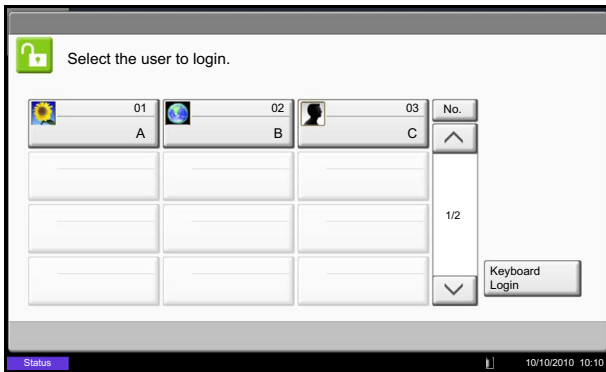 Select the user to login.
01 02 03 No.
A B C
1/2
Keyboard
Login
Status 10/10/2010 10:10